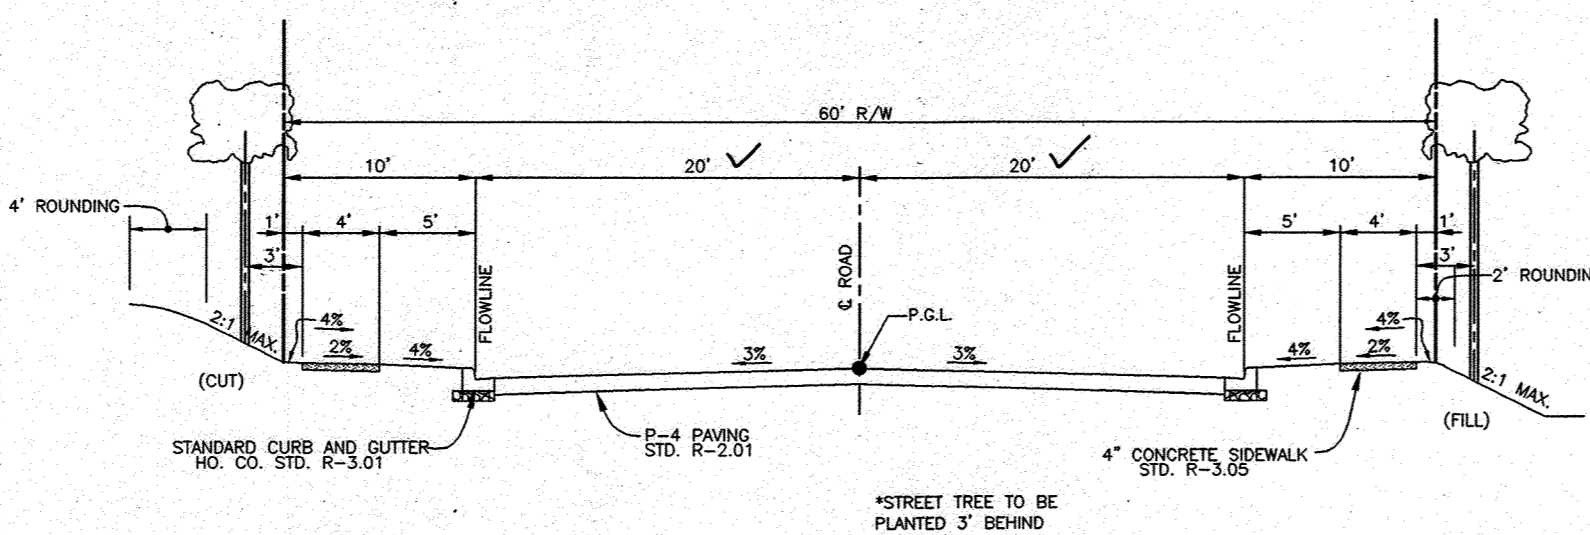 60' R/W
10'
20'
20'
10'
4' ROUNDING
1'
4'
5'
5'
4'
1'
3'
3'
2' ROUNDIN
FLOWLINE
℄ ROAD
FLOWLINE
P.G.L.
2:1 MAX.
4%
2%
4%
3%
3%
4%
4%
2%
2:1 MAX.
(CUT)
(FILL)
STANDARD CURB AND GUTTER
HO. CO. STD. R-3.01
P-4 PAVING
STD. R-2.01
4" CONCRETE SIDEWALK
STD. R-3.05
*STREET TREE TO BE
PLANTED 3' BEHIND